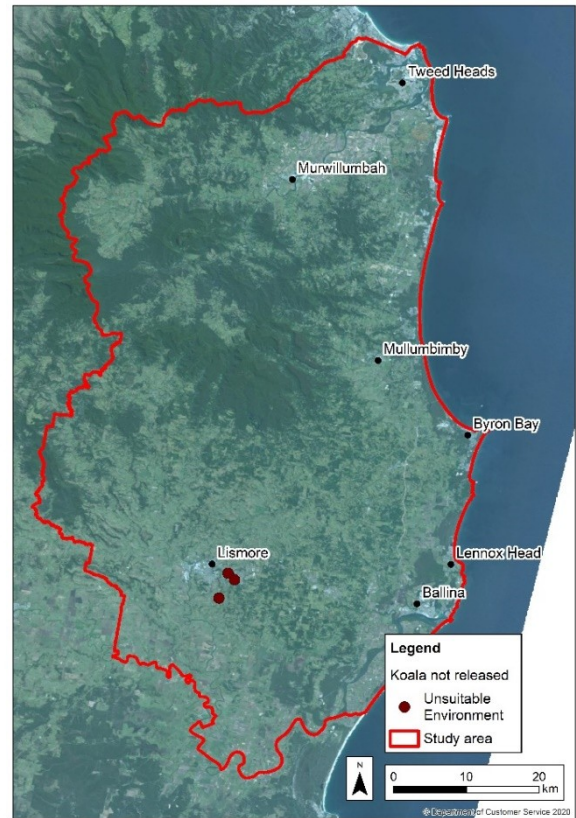 Tweed Heads
Murwillumbah
Mullumbimby
Byron Bay
Lismore
Lennox Head
Ballina
Legend
Koala not released
Unsuitable
Environment
Study area
N
0 10 20
km
© Department of Customer Service 2020